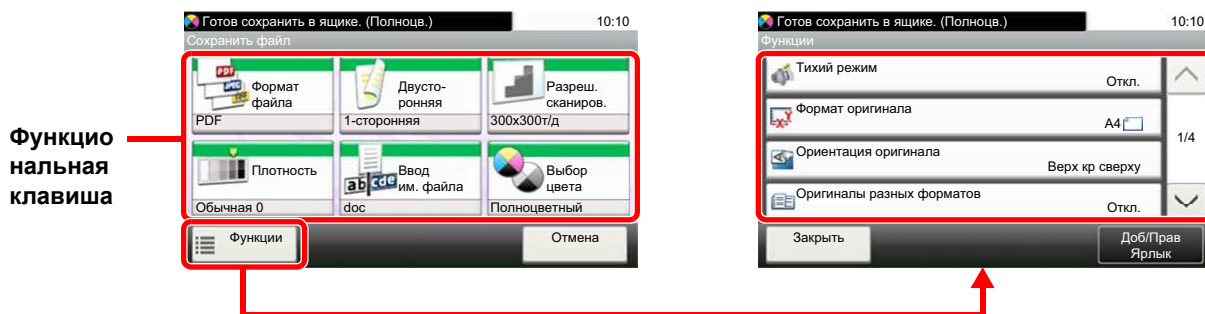 Готов сохранить в ящике. (Полноцв.) 10:10
Сохранить файл
Формат
файла
PDF
Двусто-
ронняя
1-сторонняя
Разреш.
сканиров.
300x300т/д
Плотность
Обычная 0
Ввод
им. файла
doc
Выбор
цвета
Полноцветный
Функции
Отмена
Функцио
нальная
клавиша
Готов сохранить в ящике. (Полноцв.) 10:10
Функции
Тихий режим
Откл.
Формат оригинала
A4
Ориентация оригинала
Верх кр сверху
Оригиналы разных форматов
Откл.
1/4
Закрыть
Доб/Прав
Ярлык